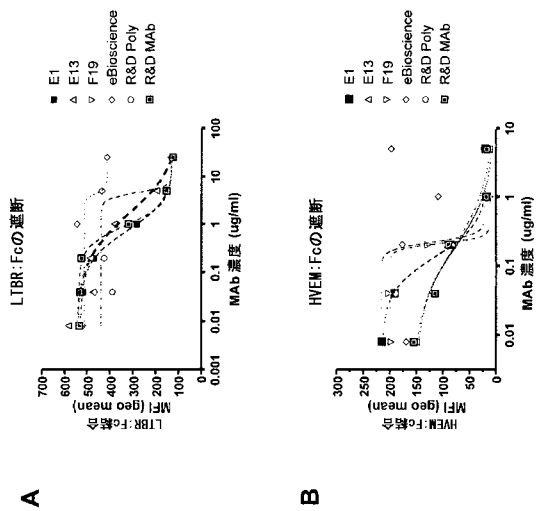 A
LTBR:Fcの遮断
LTBR:Fc結合
MFI (geo mean)
700
600
500
400
300
200
100
0
0.001
0.01
0.1
1
10
100
MAb 濃度 (ug/ml)
E1
E13
F19
eBioscience
R&D Poly
R&D MAb
B
HVEM:Fcの遮断
HVEM:Fc結合
MFI (geo mean)
300
250
200
150
100
50
0
0.01
0.1
1
10
MAb 濃度 (ug/ml)
E1
E13
F19
eBioscience
R&D Poly
R&D MAb